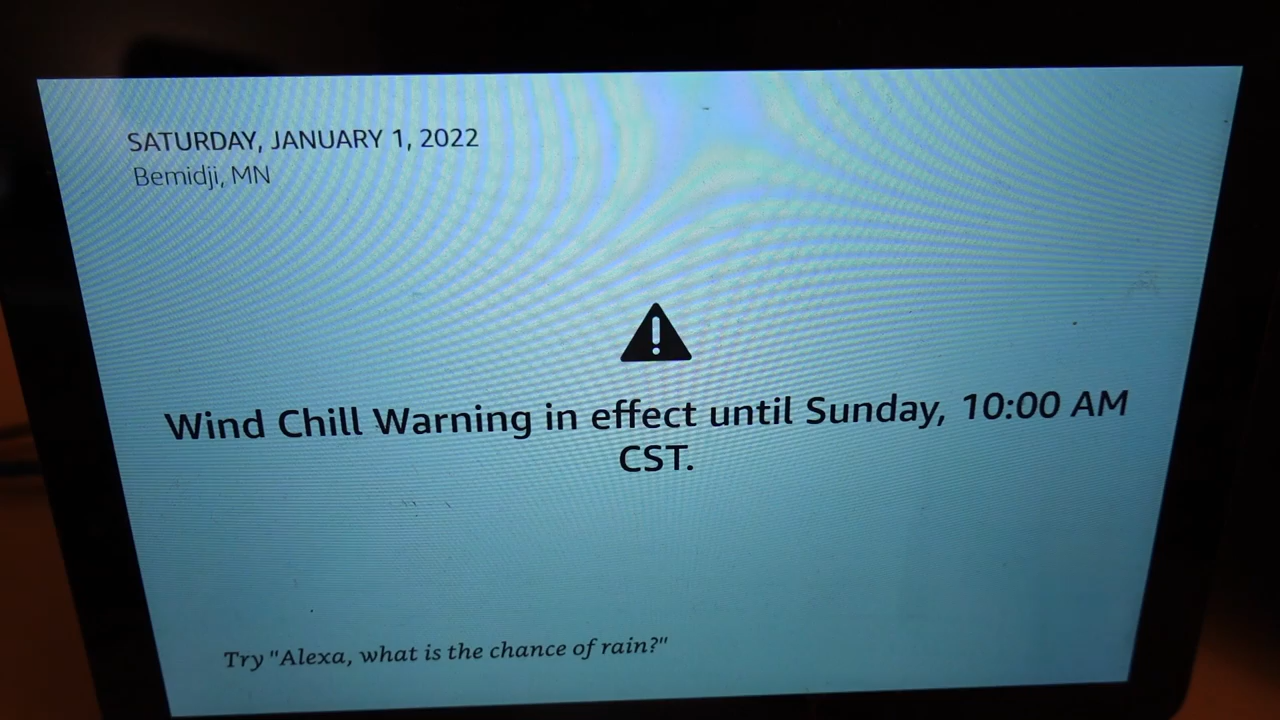 SATURDAY, JANUARY 1, 2022
Bemidji, MN
Wind Chill Warning in effect until Sunday, 10:00 AM
CST.
Try "Alexa, what is the chance of rain?"